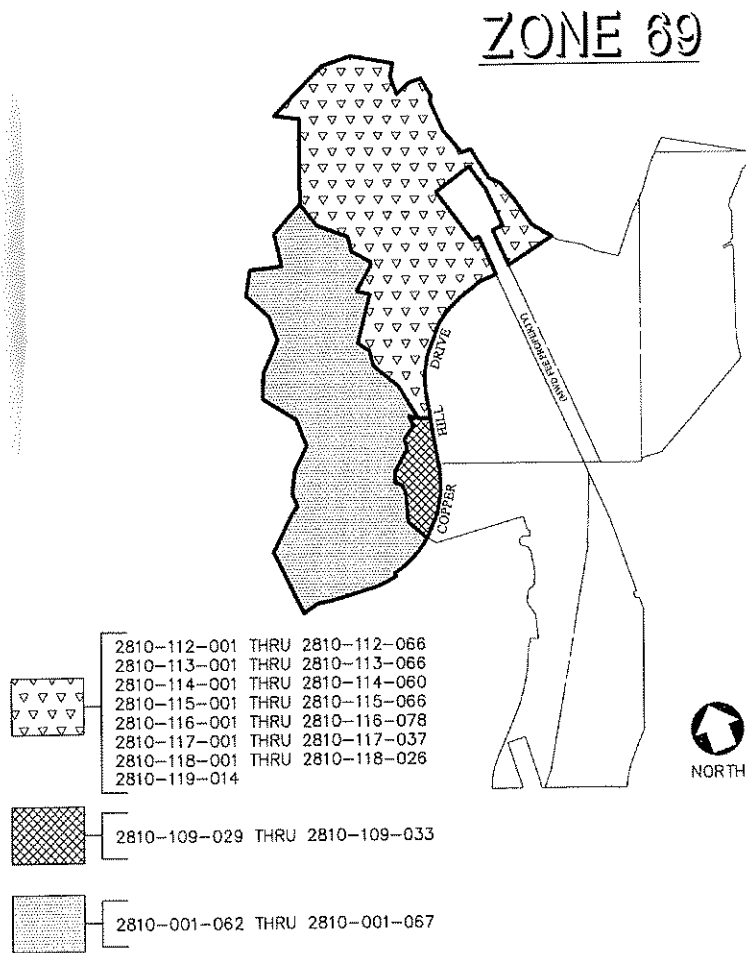 ZONE 69
(MWD FEE PROPERTY)
COPPER HILL DRIVE
2810-112-001 THRU 2810-112-066
2810-113-001 THRU 2810-113-066
2810-114-001 THRU 2810-114-060
2810-115-001 THRU 2810-115-066
2810-116-001 THRU 2810-116-078
2810-117-001 THRU 2810-117-037
2810-118-001 THRU 2810-118-026
2810-119-014
NORTH
2810-109-029 THRU 2810-109-033
2810-001-062 THRU 2810-001-067